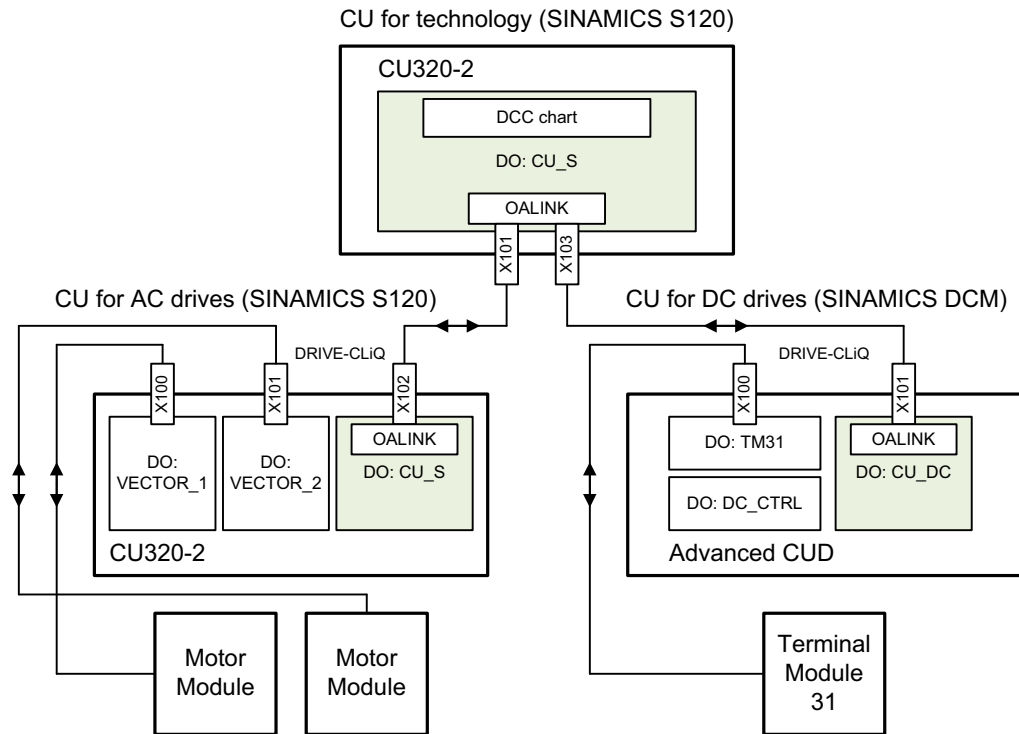 CU for technology (SINAMICS S120)
CU320-2
DCC chart
DO: CU_S
OALINK
X101
X103
CU for AC drives (SINAMICS S120)
CU for DC drives (SINAMICS DCM)
DRIVE-CLiQ
DRIVE-CLiQ
X100
X101
X102
X100
X101
DO:
VECTOR_1
DO:
VECTOR_2
OALINK
DO: CU_S
CU320-2
DO: TM31
DO: DC_CTRL
OALINK
DO: CU_DC
Advanced CUD
Motor
Module
Motor
Module
Terminal
Module
31